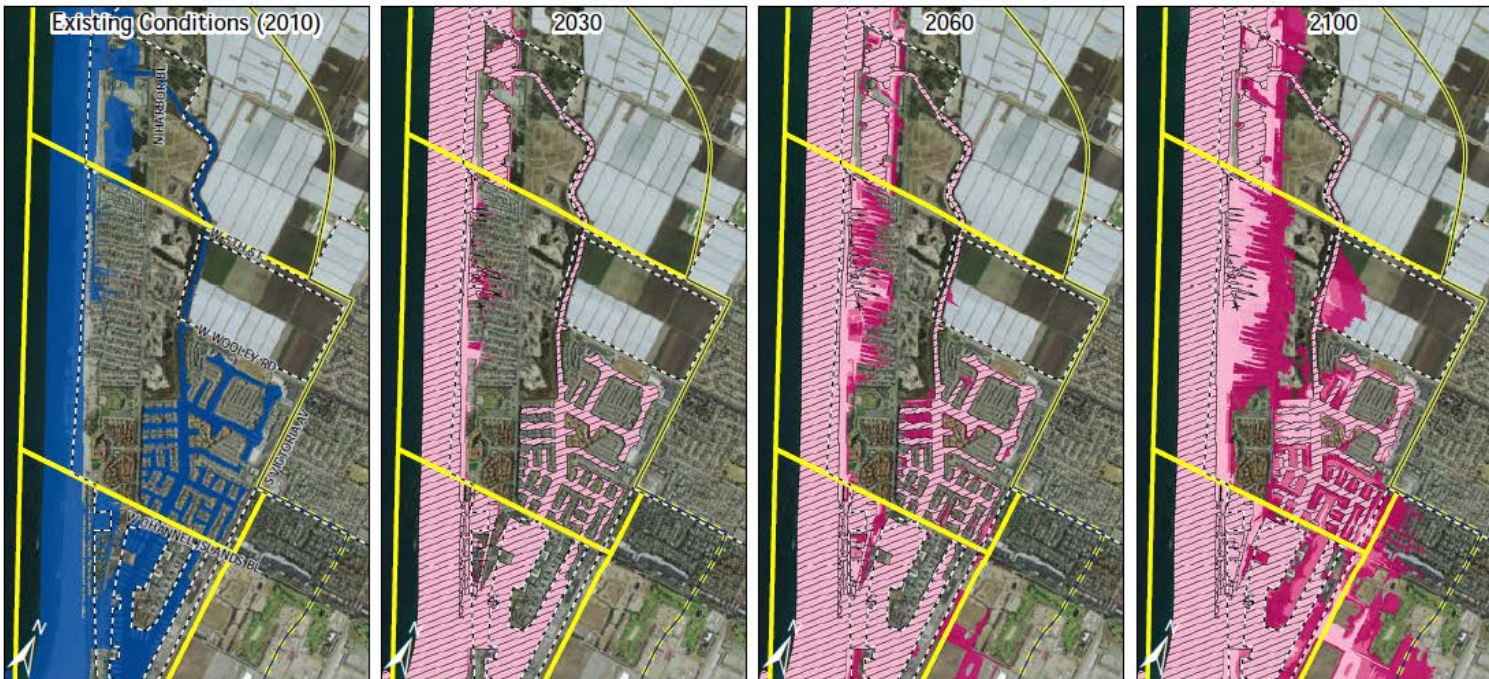 Existing Conditions (2010)
2030
2060
2100
N HARBOR BL
W 5TH ST
W WOOLEY RD
S VICTORIA AV
W CHANNEL ISLANDS BL
N
N
N
N